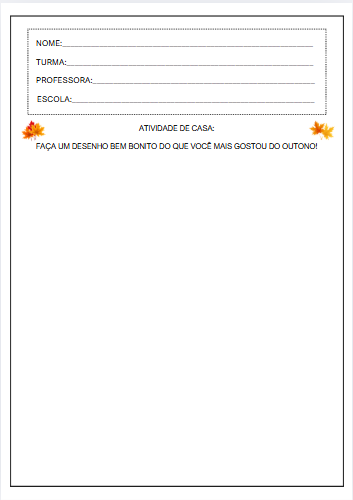 NOME:
TURMA:
PROFESSORA:
ESCOLA:
ATIVIDADE DE CASA:
FAÇA UM DESENHO BEM BONITO DO QUE VOCÊ MAIS GOSTOU DO OUTONO!